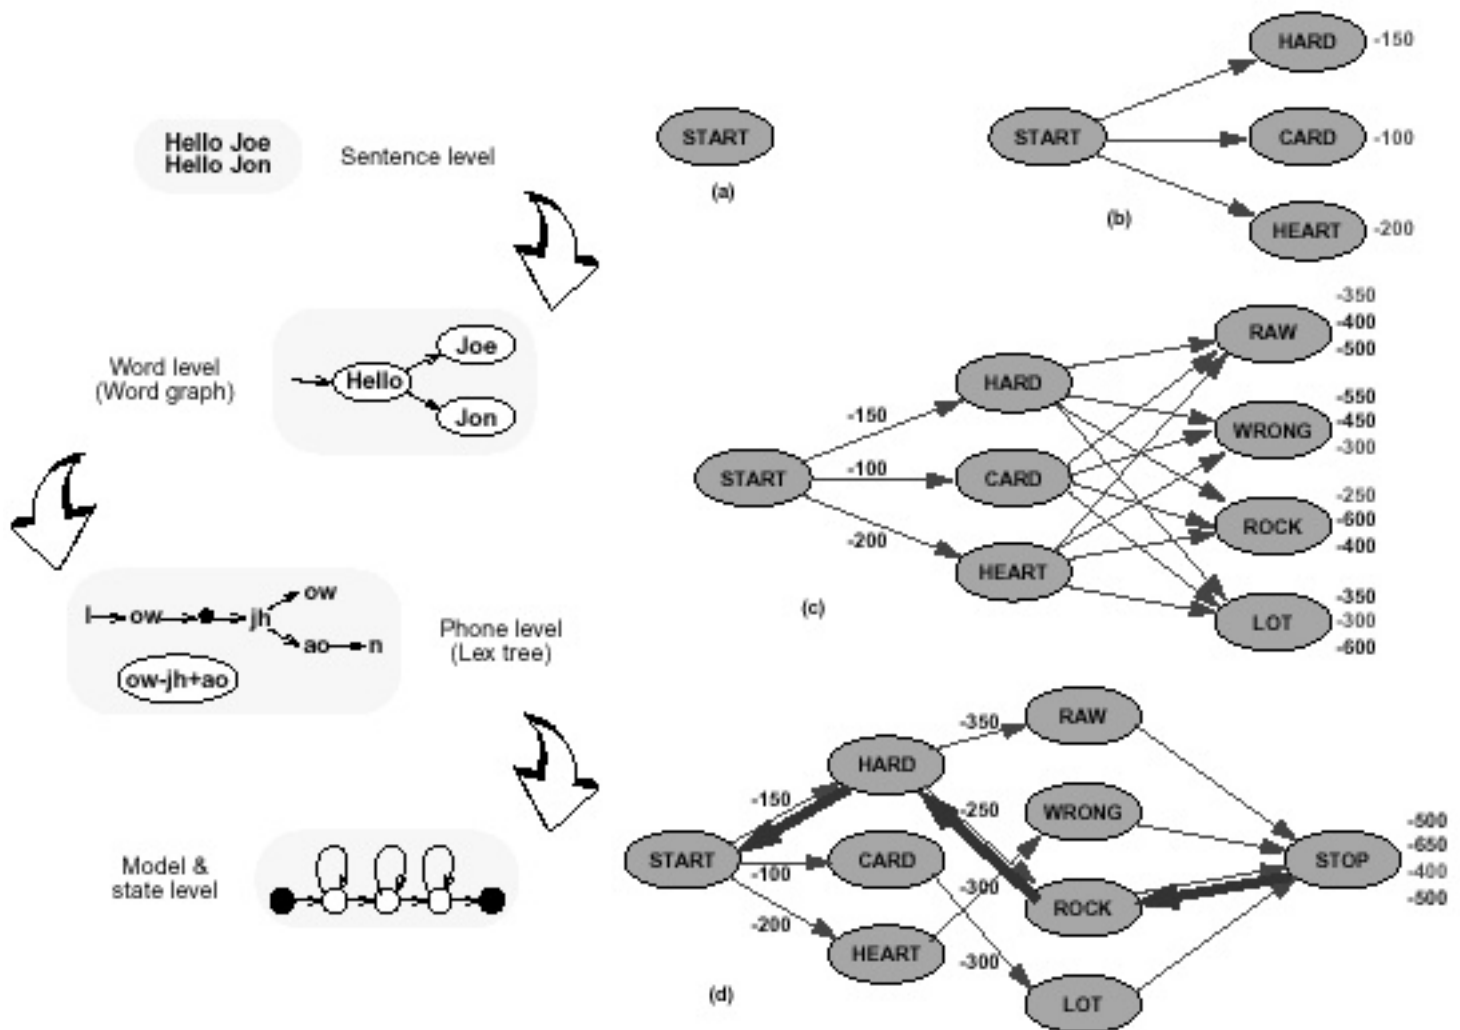 Hello Joe
Hello Jon
Sentence level
Word level
(Word graph)
Hello
Joe
Jon
l
ow
jh
ow
ao
n
ow-jh+ao
Phone level
(Lex tree)
Model &
state level
START
(a)
START
HARD
-150
CARD
-100
HEART
-200
(b)
START
-150
-100
-200
HARD
CARD
HEART
RAW
-350
-400
-500
WRONG
-550
-450
-300
ROCK
-250
-600
-400
LOT
-350
-300
-600
(c)
START
-150
-100
-200
HARD
CARD
HEART
-350
-250
-300
-300
RAW
WRONG
ROCK
LOT
STOP
-500
-650
-400
-500
(d)